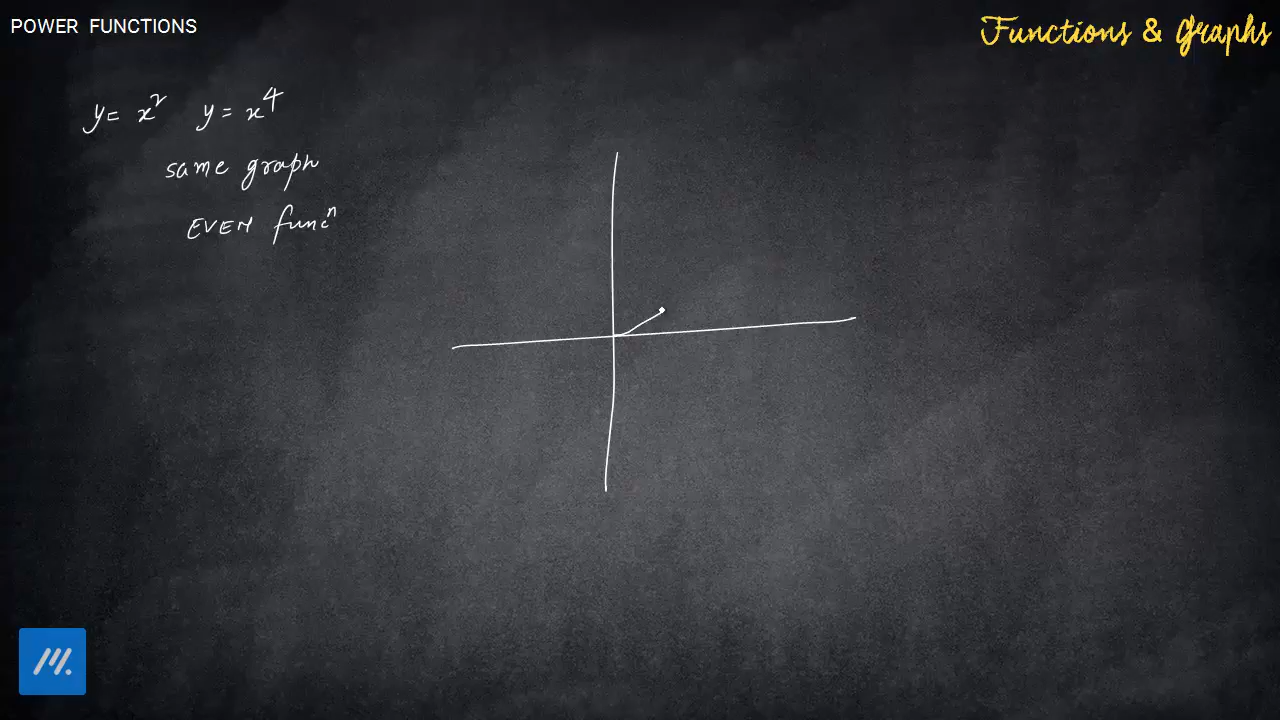 POWER FUNCTIONS
Functions & Graphs
y = x² y = x⁴
same graph
EVEN funcⁿ